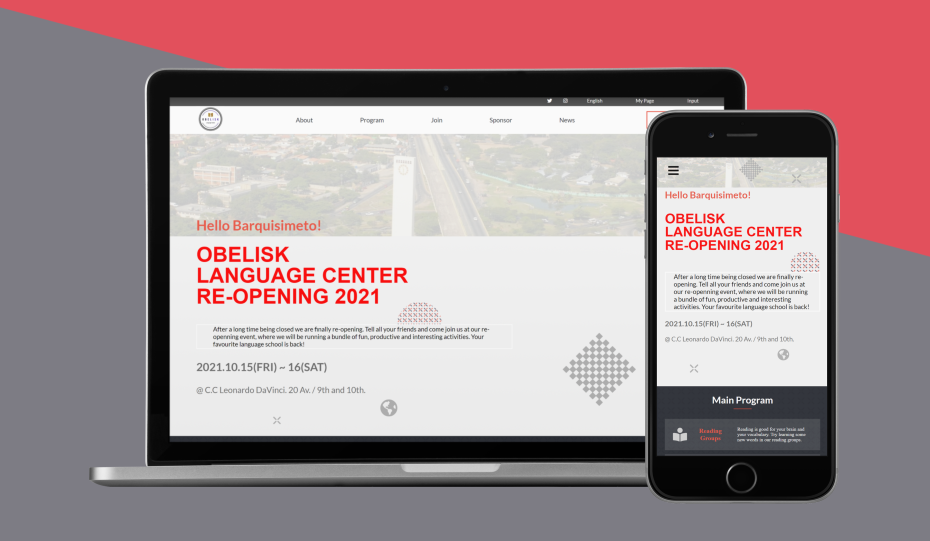 English My Page Input
OBELISK
About Program Join Sponsor News
Hello Barquisimeto!
OBELISK
LANGUAGE CENTER
RE-OPENING 2021
After a long time being closed we are finally re-opening. Tell all your friends and come join us at our re-
openning event, where we will be running a bundle of fun, productive and interesting activities. Your
favourite language school is back!
2021.10.15(FRI) ~ 16(SAT)
@ C.C Leonardo DaVinci. 20 Av. / 9th and 10th.
Hello Barquisimeto!
OBELISK
LANGUAGE CENTER
RE-OPENING 2021
After a long time being closed we are finally re-
opening. Tell all your friends and come join us at
our re-openning event, where we will be running
a bundle of fun, productive and interesting
activities. Your favourite language school is back!
2021.10.15(FRI) ~ 16(SAT)
@ C.C Leonardo DaVinci. 20 Av. / 9th and 10th.
Main Program
Reading
Groups
Reading is good for your brain and
your vocabulary. Try learning some
new words in our reading groups.